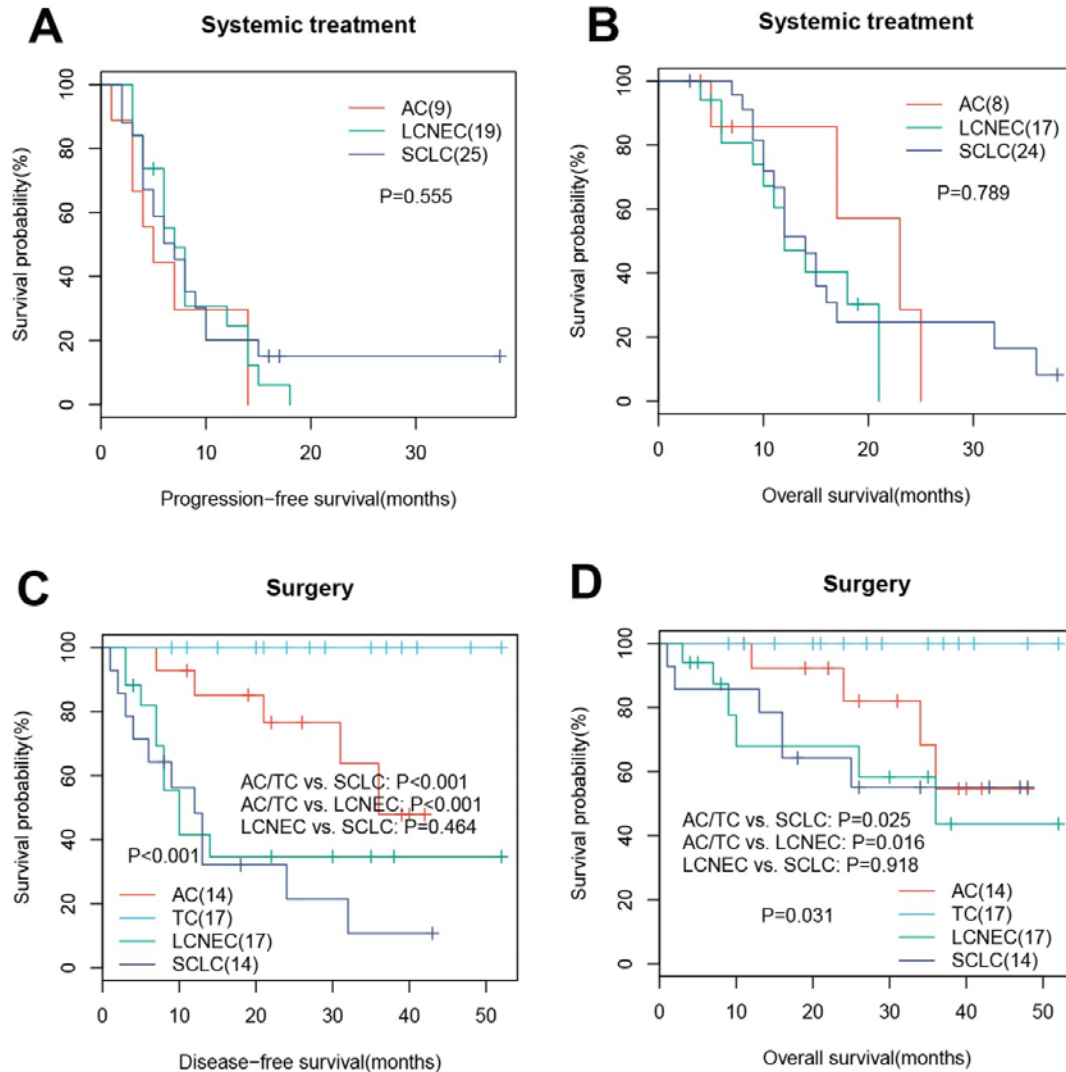 A
Systemic treatment
Survival probability(%)
100
80
60
40
20
0
AC(9)
LCNEC(19)
SCLC(25)
P=0.555
0 10 20 30
Progression−free survival(months)
B
Systemic treatment
Survival probability(%)
100
80
60
40
20
0
AC(8)
LCNEC(17)
SCLC(24)
P=0.789
0 10 20 30
Overall survival(months)
C
Surgery
Survival probability(%)
100
80
60
40
20
0
AC/TC vs. SCLC: P<0.001
AC/TC vs. LCNEC: P<0.001
LCNEC vs. SCLC: P=0.464
P<0.001
AC(14)
TC(17)
LCNEC(17)
SCLC(14)
0 10 20 30 40 50
Disease−free survival(months)
D
Surgery
Survival probability(%)
100
80
60
40
20
0
AC/TC vs. SCLC: P=0.025
AC/TC vs. LCNEC: P=0.016
LCNEC vs. SCLC: P=0.918
P=0.031
AC(14)
TC(17)
LCNEC(17)
SCLC(14)
0 10 20 30 40 50
Overall survival(months)